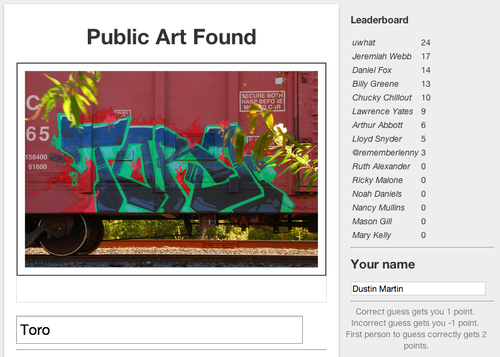 Public Art Found
C
65
158400
61600
SECURE BOTH
HASP BEFORE
MOVING CAR
Toro
Leaderboard
uwhat 24
Jeremiah Webb 17
Daniel Fox 14
Billy Greene 13
Chucky Chillout 10
Lawrence Yates 9
Arthur Abbott 6
Lloyd Snyder 5
@rememberlenny 3
Ruth Alexander 0
Ricky Malone 0
Noah Daniels 0
Nancy Mullins 0
Mason Gill 0
Mary Kelly 0
Your name
Dustin Martin
Correct guess gets you 1 point.
Incorrect guess gets you -1 point.
First person to guess correctly gets 2
points.